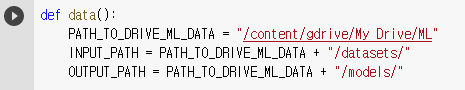 def data():
    PATH_TO_DRIVE_ML_DATA = "/content/gdrive/My Drive/ML"
    INPUT_PATH = PATH_TO_DRIVE_ML_DATA + "/datasets/"
    OUTPUT_PATH = PATH_TO_DRIVE_ML_DATA + "/models/"